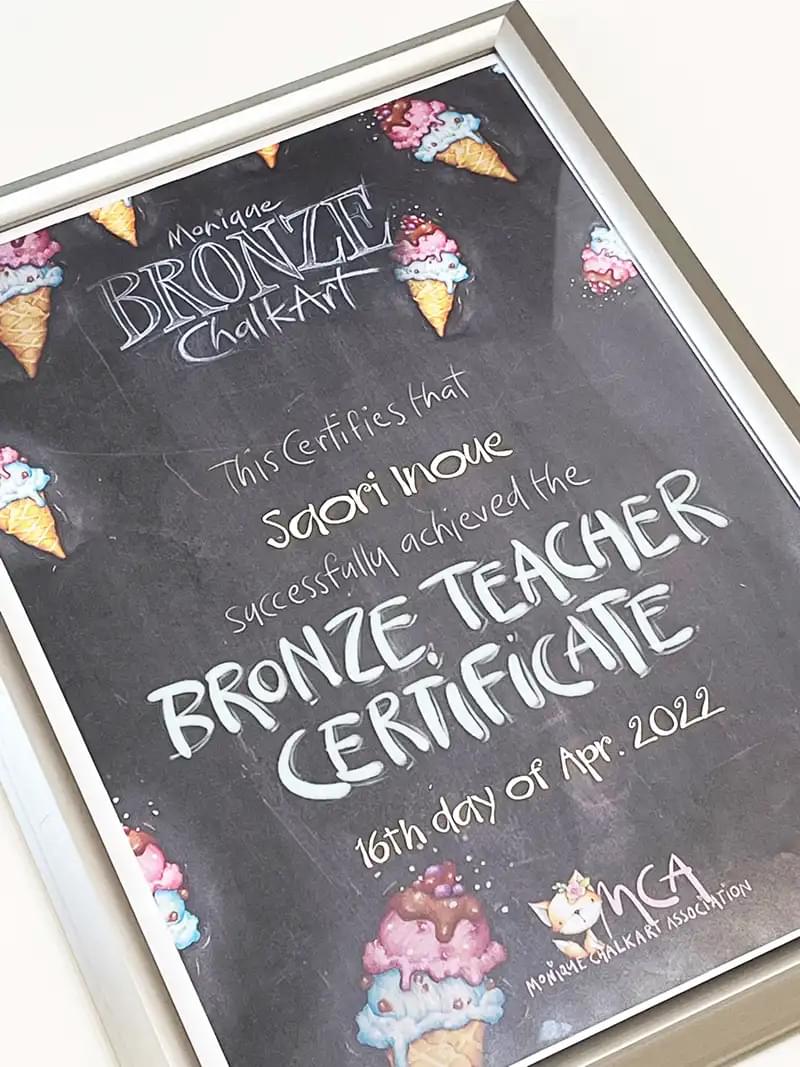 Monique
BRONZE
ChalkArt
This Certifies that
Saori Inoue
successfully achieved the
BRONZE TEACHER
CERTIFICATE
16th day of Apr. 2022
MCA
MONIQUE CHALKART ASSOCIATION